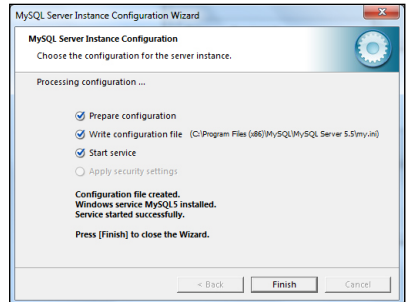 MySQL Server Instance Configuration Wizard
MySQL Server Instance Configuration
Choose the configuration for the server instance.
Processing configuration ...
Prepare configuration
Write configuration file (C:\Program Files (x86)\MySQL\MySQL Server 5.5\my.ini)
Start service
Apply security settings
Configuration file created.
Windows service MySQL5 installed.
Service started successfully.
Press [Finish] to close the Wizard.
< Back Finish Cancel